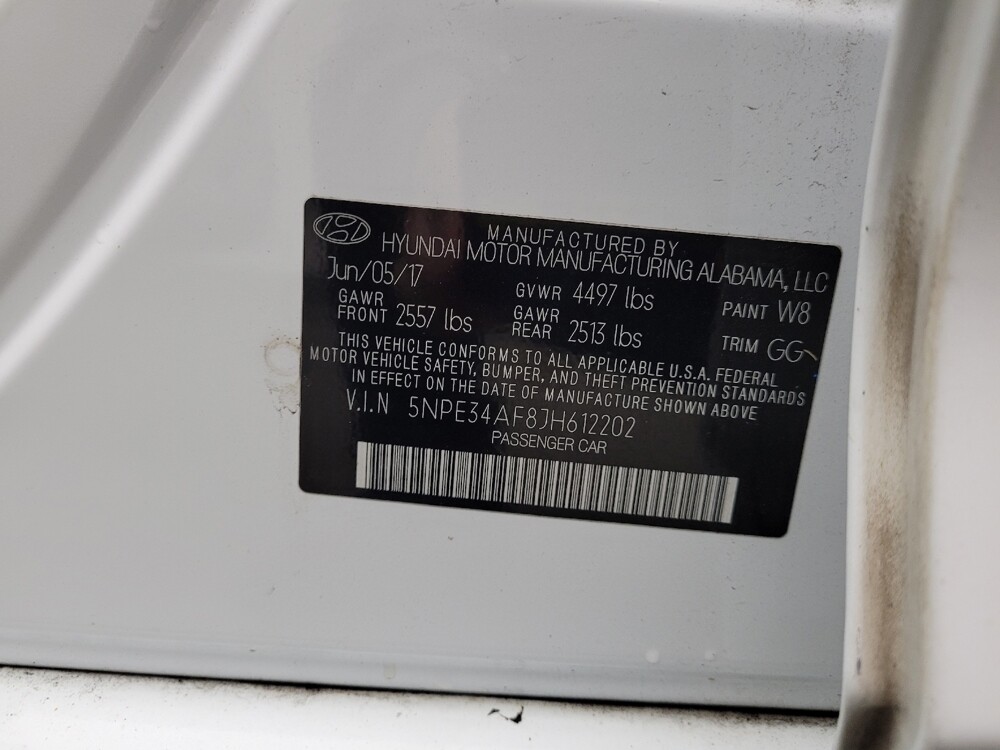 MANUFACTURED BY
HYUNDAI MOTOR MANUFACTURING ALABAMA, LLC
Jun/05/17 GVWR 4497 lbs PAINT W8
GAWR FRONT 2557 lbs GAWR REAR 2513 lbs TRIM GG
THIS VEHICLE CONFORMS TO ALL APPLICABLE U.S.A. FEDERAL
MOTOR VEHICLE SAFETY, BUMPER, AND THEFT PREVENTION STANDARDS
IN EFFECT ON THE DATE OF MANUFACTURE SHOWN ABOVE
V.I.N 5NPE34AF8JH612202
PASSENGER CAR